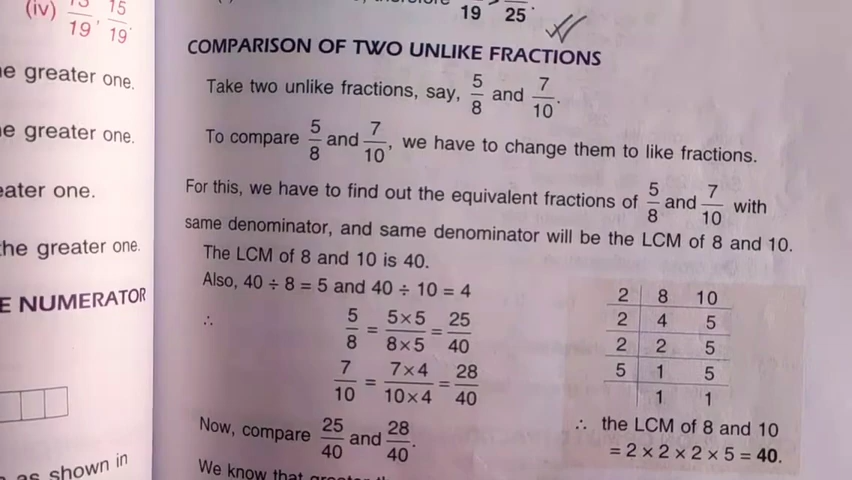 (iv) 13/19, 15/19.
e greater one.
e greater one.
eater one.
the greater one.
E NUMERATOR
as shown in
19 25.
COMPARISON OF TWO UNLIKE FRACTIONS
Take two unlike fractions, say, 5/8 and 7/10.
To compare 5/8 and 7/10, we have to change them to like fractions.
For this, we have to find out the equivalent fractions of 5/8 and 7/10 with
same denominator, and same denominator will be the LCM of 8 and 10.
The LCM of 8 and 10 is 40.
Also, 40 ÷ 8 = 5 and 40 ÷ 10 = 4
∴ 5/8 = 5×5/8×5 = 25/40
7/10 = 7×4/10×4 = 28/40
Now, compare 25/40 and 28/40.
We know that
2 8 10
2 4 5
2 2 5
5 1 5
1 1
∴ the LCM of 8 and 10
= 2 × 2 × 2 × 5 = 40.